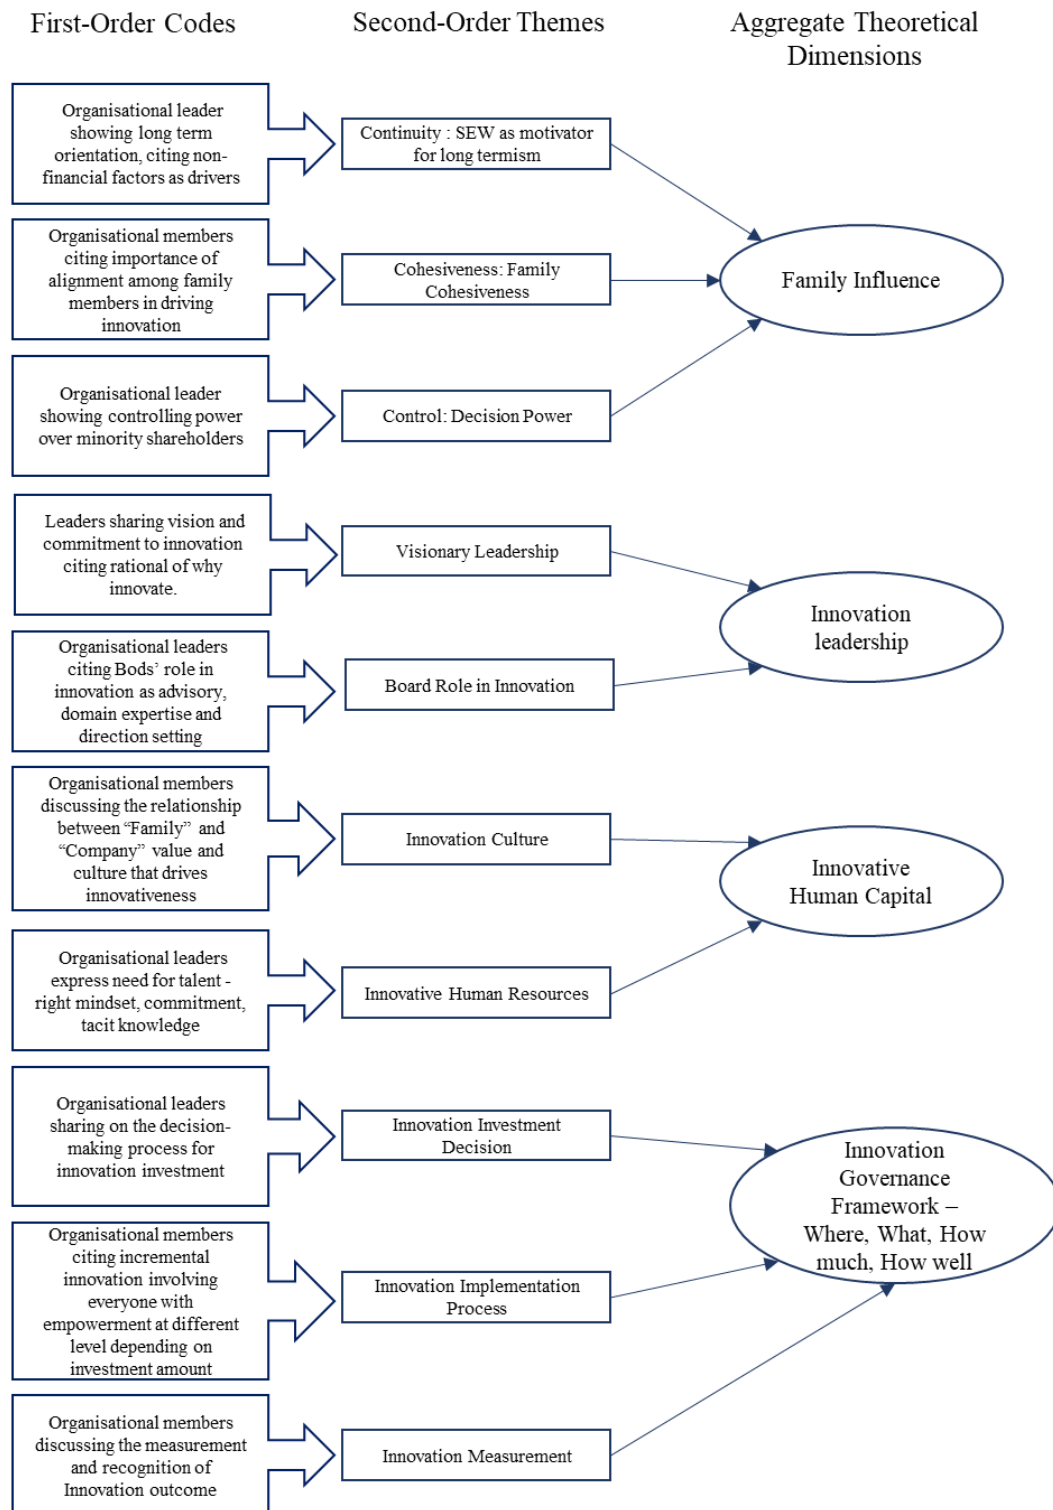 First-Order Codes
Second-Order Themes
Aggregate Theoretical
Dimensions
Organisational leader
showing long term
orientation, citing non-
financial factors as drivers
Continuity : SEW as motivator
for long termism
Organisational members
citing importance of
alignment among family
members in driving
innovation
Cohesiveness: Family
Cohesiveness
Family Influence
Organisational leader
showing controlling power
over minority shareholders
Control: Decision Power
Leaders sharing vision and
commitment to innovation
citing rational of why
innovate.
Visionary Leadership
Innovation
leadership
Organisational leaders
citing Bods’ role in
innovation as advisory,
domain expertise and
direction setting
Board Role in Innovation
Organisational members
discussing the relationship
between “Family” and
“Company” value and
culture that drives
innovativeness
Innovation Culture
Innovative
Human Capital
Organisational leaders
express need for talent -
right mindset, commitment,
tacit knowledge
Innovative Human Resources
Organisational leaders
sharing on the decision-
making process for
innovation investment
Innovation Investment
Decision
Innovation
Governance
Framework –
Where, What, How
much, How well
Organisational members
citing incremental
innovation involving
everyone with
empowerment at different
level depending on
investment amount
Innovation Implementation
Process
Organisational members
discussing the measurement
and recognition of
Innovation outcome
Innovation Measurement